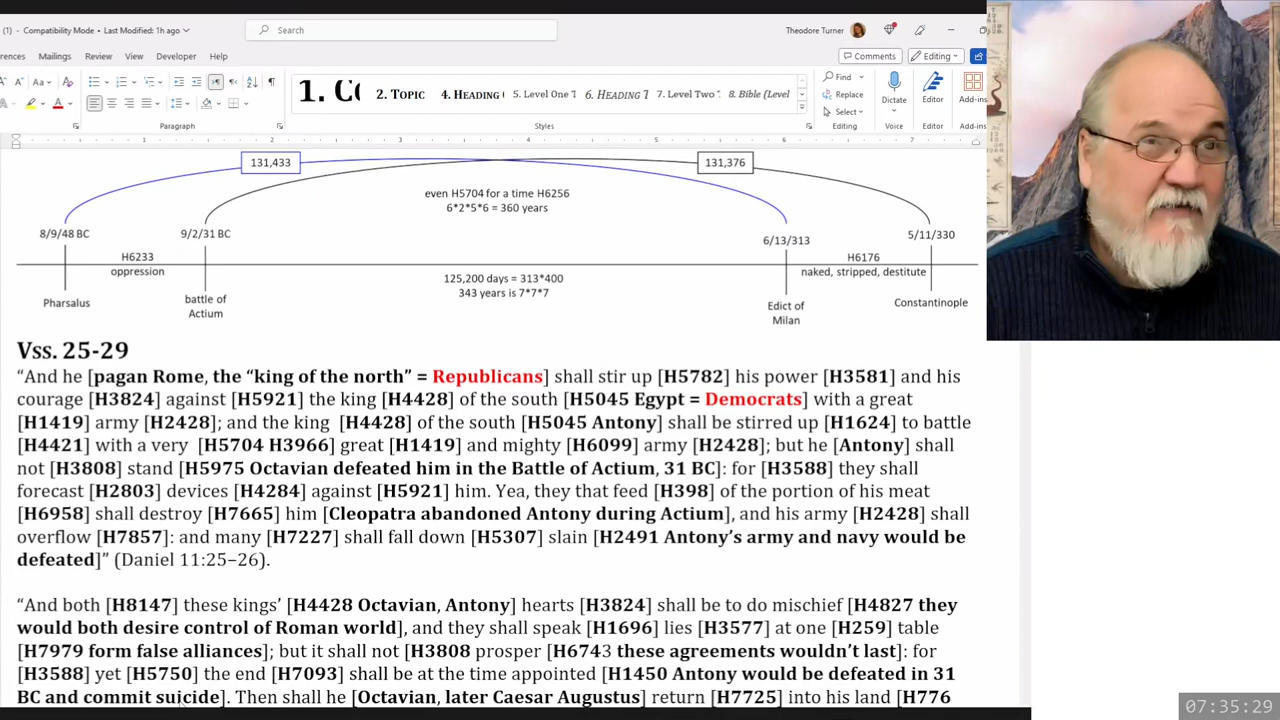 (1) - Compatibility Mode • Last Modified: 1h ago
Search
Theodore Turner
rences Mailings Review View Developer Help
Comments
Editing
Aa
1. Co
2. Topic
4. Heading
5. Level One T
6. Heading T
7. Level Two
8. Bible (Level
Find
Replace
Select
Dictate
Editor
Add-ins
Paragraph
Styles
Editing
Voice
Editor
Add-ins
1 2 3 4 5 6 7
131,433
131,376
even H5704 for a time H6256
6*2*5*6 = 360 years
8/9/48 BC
9/2/31 BC
6/13/313
5/11/330
H6233
oppression
H6176
naked, stripped, destitute
125,200 days = 313*400
343 years is 7*7*7
Pharsalus
battle of
Actium
Edict of
Milan
Constantinople
Vss. 25-29
“And he [pagan Rome, the “king of the north” = Republicans] shall stir up [H5782] his power [H3581] and his
courage [H3824] against [H5921] the king [H4428] of the south [H5045 Egypt = Democrats] with a great
[H1419] army [H2428]; and the king [H4428] of the south [H5045 Antony] shall be stirred up [H1624] to battle
[H4421] with a very [H5704 H3966] great [H1419] and mighty [H6099] army [H2428]; but he [Antony] shall
not [H3808] stand [H5975 Octavian defeated him in the Battle of Actium, 31 BC]: for [H3588] they shall
forecast [H2803] devices [H4284] against [H5921] him. Yea, they that feed [H398] of the portion of his meat
[H6958] shall destroy [H7665] him [Cleopatra abandoned Antony during Actium], and his army [H2428] shall
overflow [H7857]: and many [H7227] shall fall down [H5307] slain [H2491 Antony’s army and navy would be
defeated]” (Daniel 11:25–26).
“And both [H8147] these kings’ [H4428 Octavian, Antony] hearts [H3824] shall be to do mischief [H4827 they
would both desire control of Roman world], and they shall speak [H1696] lies [H3577] at one [H259] table
[H7979 form false alliances]; but it shall not [H3808 prosper [H6743 these agreements wouldn’t last]: for
[H3588] yet [H5750] the end [H7093] shall be at the time appointed [H1450 Antony would be defeated in 31
BC and commit suicide]. Then shall he [Octavian, later Caesar Augustus] return [H7725] into his land [H776
07:35:29